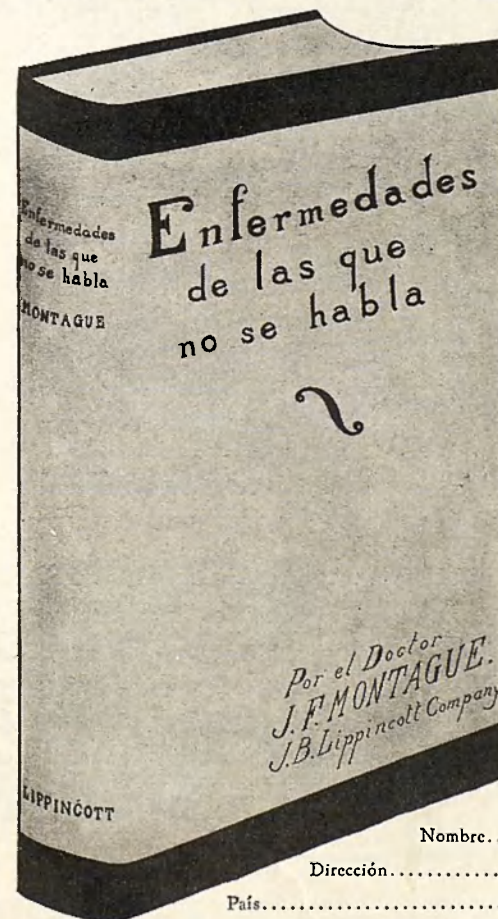 Enfermedades
de las que
no se habla
MONTAGUE
LIPPINCOTT
Enfermedades
de las que
no se habla
Por el Doctor
J. F. MONTAGUE.
J. B. Lippincott Company
Nombre..
Dirección............
País........................